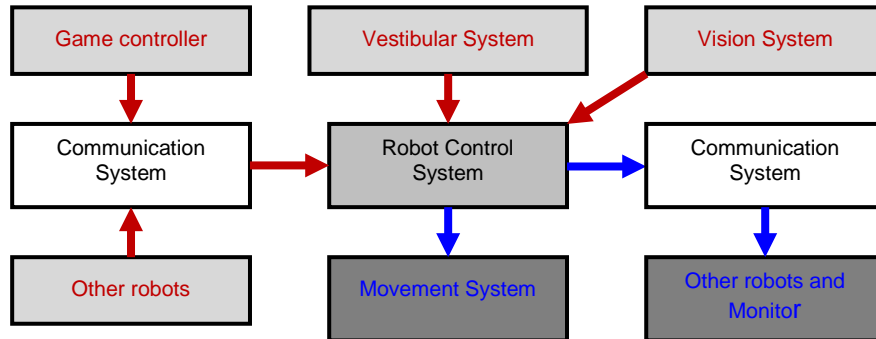 Game controller
Vestibular System
Vision System
Communication
System
Robot Control
System
Communication
System
Other robots
Movement System
Other robots and
Monitor